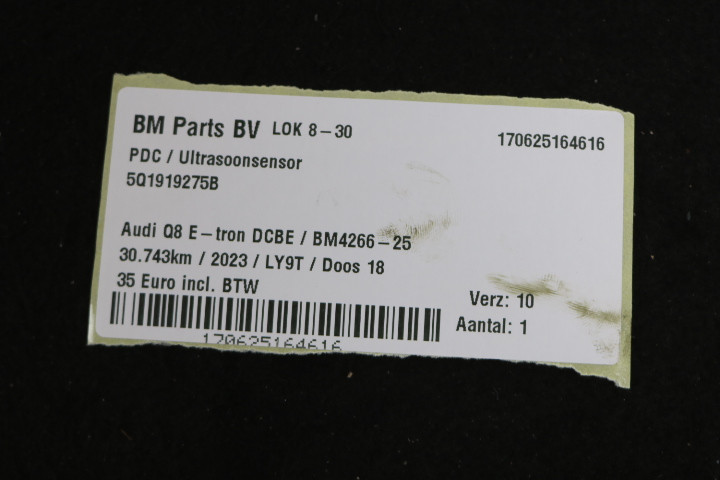 BM Parts BV LOK 8-30 170625164616
PDC / Ultrasoonsensor
5Q1919275B
Audi Q8 E-tron DCBE / BM4266-25
30.743km / 2023 / LY9T / Doos 18
35 Euro incl. BTW
Verz: 10
Aantal: 1
170625164616